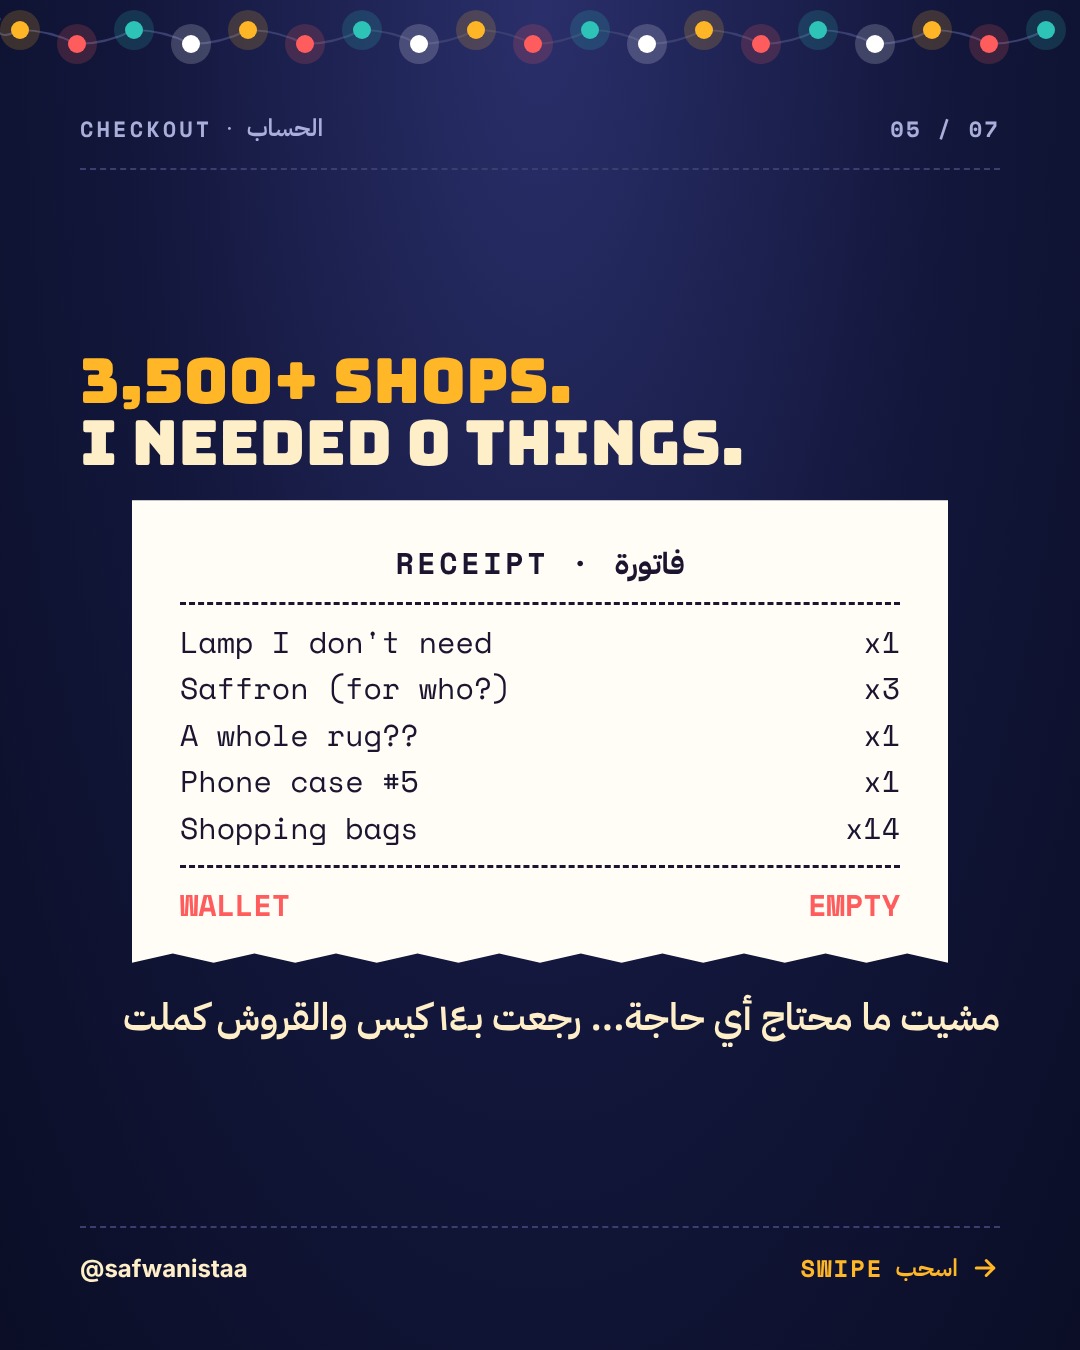 CHECKOUT · الحساب
05 / 07
3,500+ SHOPS.
I NEEDED 0 THINGS.
RECEIPT · فاتورة
Lamp I don't need x1
Saffron (for who?) x3
A whole rug?? x1
Phone case #5 x1
Shopping bags x14
WALLET EMPTY
مشيت ما محتاج أي حاجة... رجعت بـ١٤ كيس والقروش كملت
@safwanistaa
SWIPE اسحب →